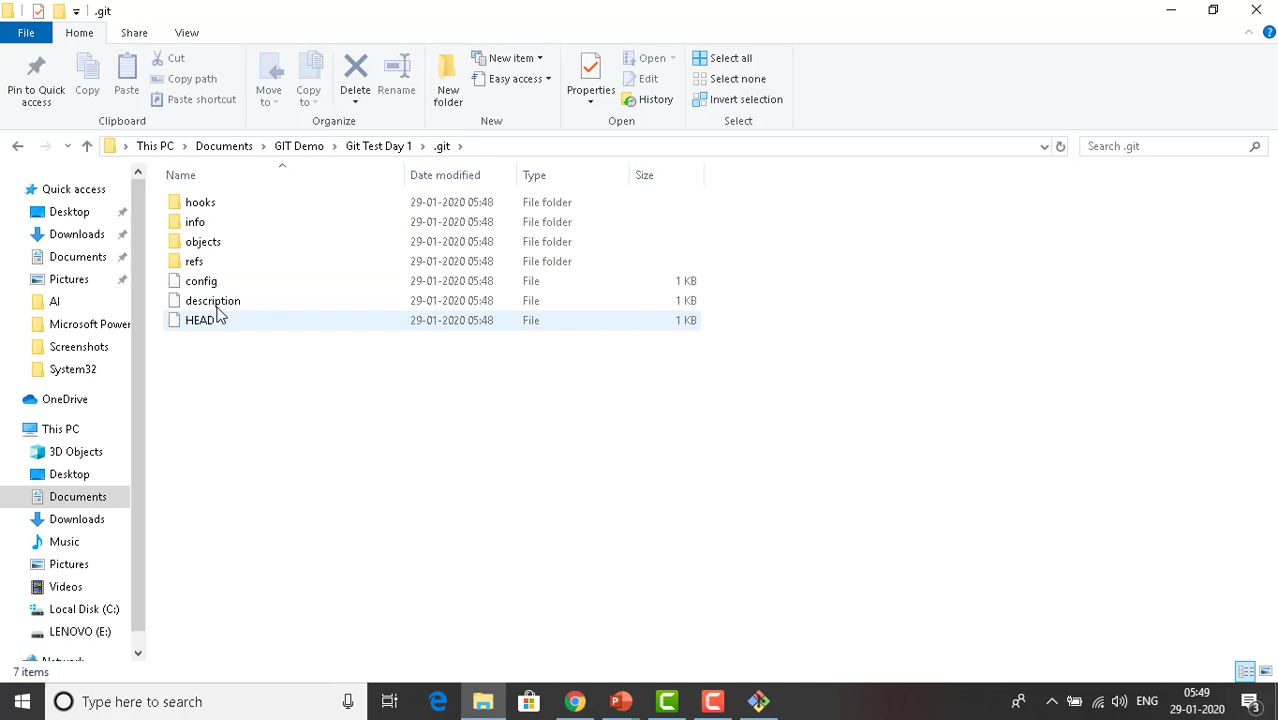 .git
File Home Share View
Pin to Quick access
Copy
Paste
Cut
Copy path
Paste shortcut
Clipboard
Move to
Copy to
Delete
Rename
Organize
New folder
New item
Easy access
New
Properties
Open
Edit
History
Open
Select all
Select none
Invert selection
Select
This PC Documents GIT Demo Git Test Day 1 .git
Search .git
Name Date modified Type Size
hooks 29-01-2020 05:48 File folder
info 29-01-2020 05:48 File folder
objects 29-01-2020 05:48 File folder
refs 29-01-2020 05:48 File folder
config 29-01-2020 05:48 File 1 KB
description 29-01-2020 05:48 File 1 KB
HEAD 29-01-2020 05:48 File 1 KB
Quick access
Desktop
Downloads
Documents
Pictures
AI
Microsoft Power
Screenshots
System32
OneDrive
This PC
3D Objects
Desktop
Documents
Downloads
Music
Pictures
Videos
Local Disk (C:)
LENOVO (E:)
Network
7 items
Type here to search
ENG
05:49
29-01-2020
3